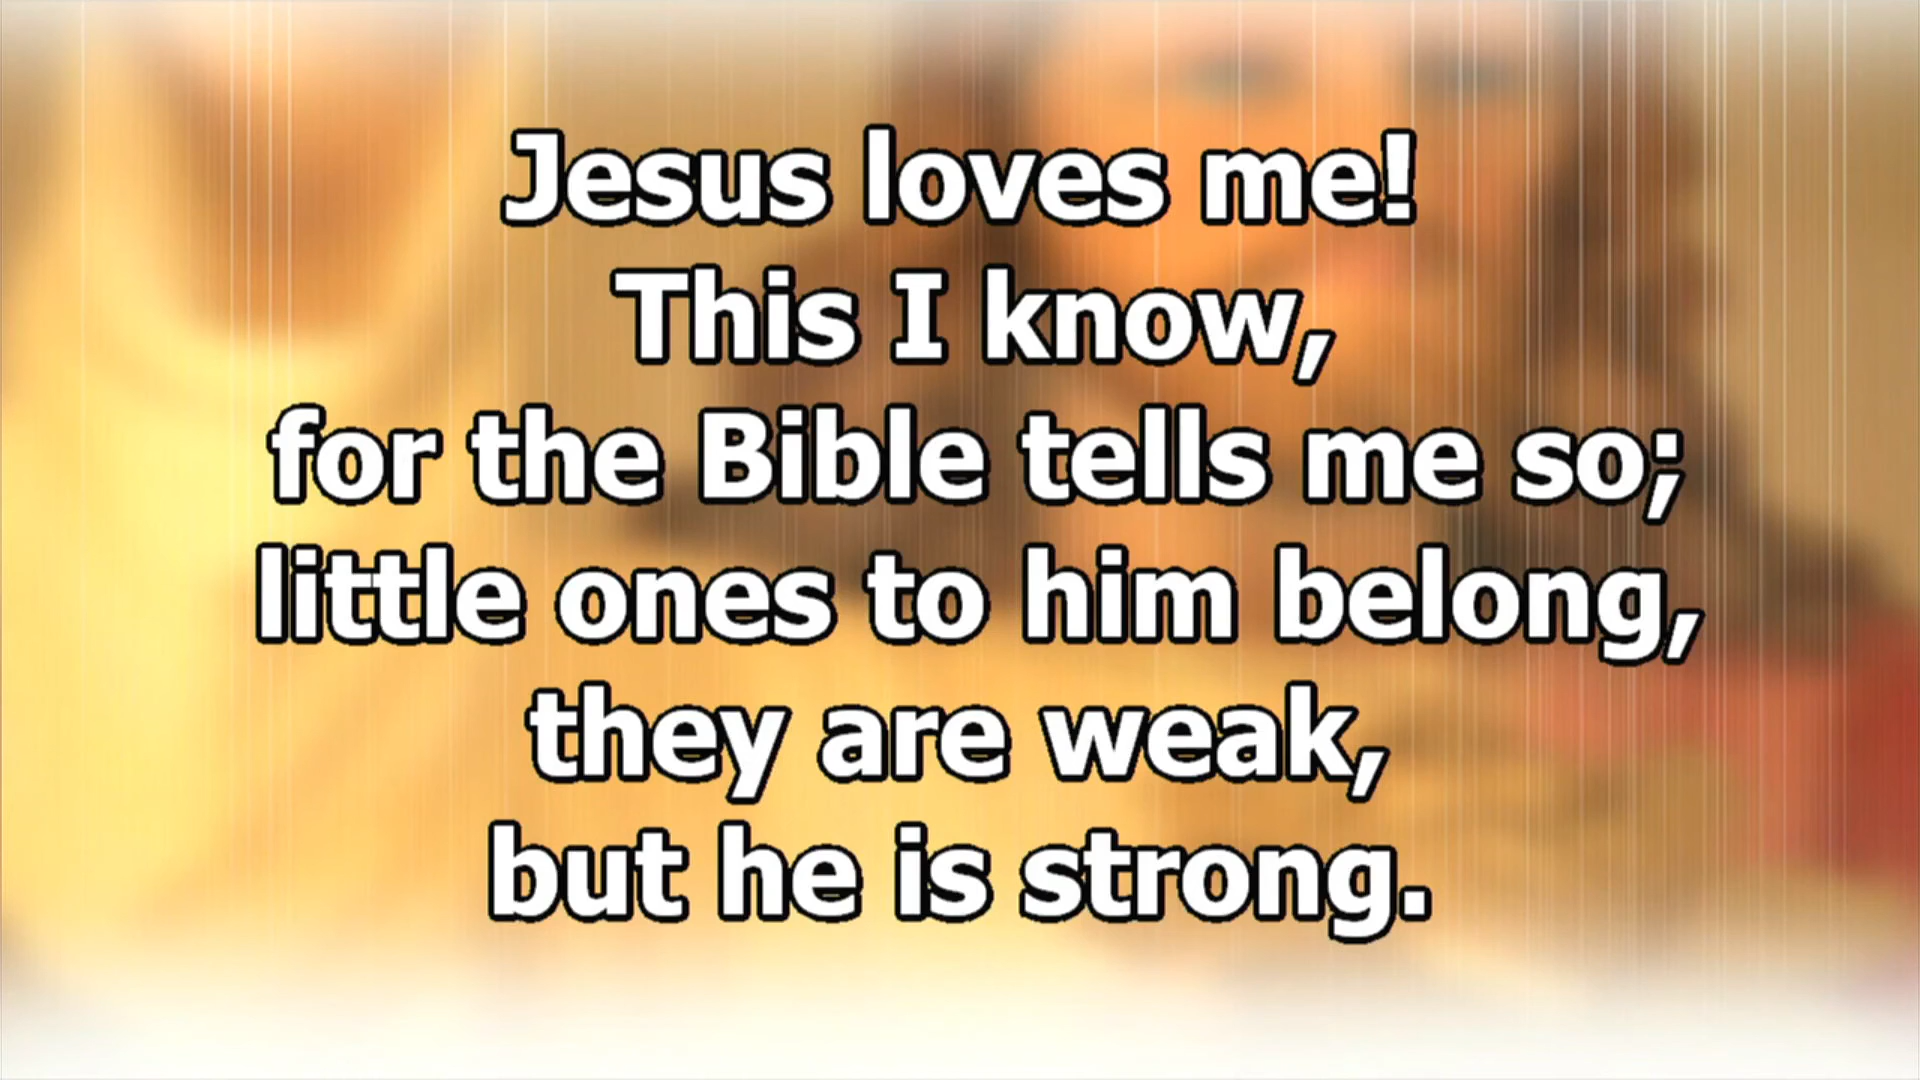 Jesus loves me!
This I know,
for the Bible tells me so;
little ones to him belong,
they are weak,
but he is strong.